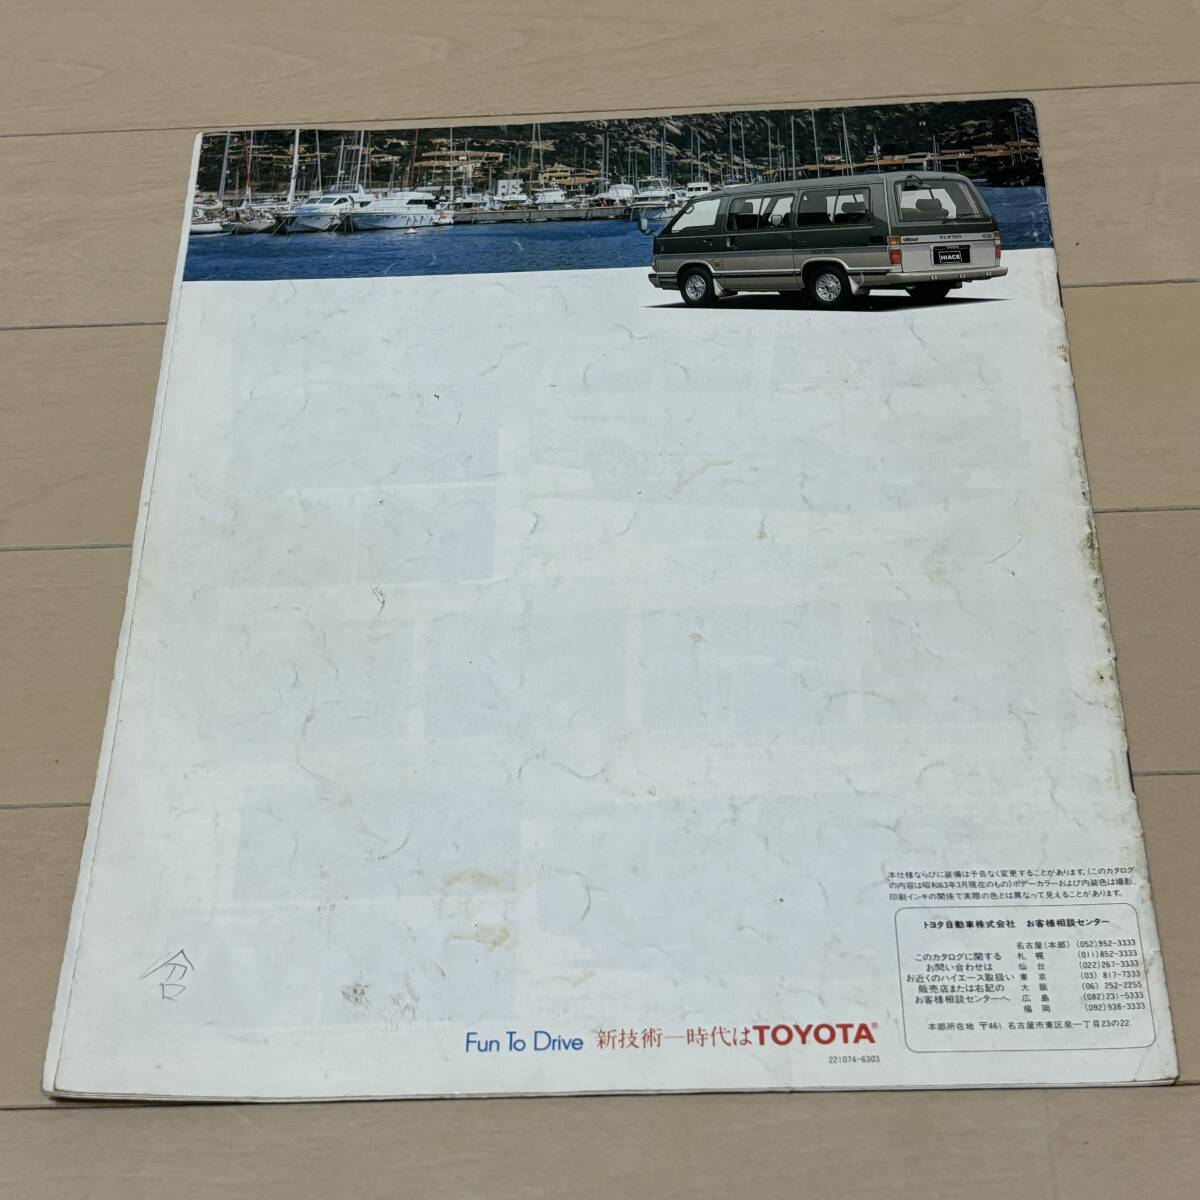 HIACE
本仕様ならびに装備は予告なく変更することがあります。(このカタログ
の内容は昭和63年3月現在のもの)ボデーカラーおよび内装色は撮影、
印刷インキの関係で実際の色とは異なって見えることがあります。
トヨタ自動車株式会社 お客様相談センター
このカタログに関する
お問い合わせは
お近くのハイエース取扱い
販売店または右記の
お客様相談センターへ
名古屋(本部) (052)952-3333
札幌 (011)852-3333
仙台 (022)267-3333
東京 (03)817-7333
大阪 (06)252-2255
広島 (082)231-5333
福岡 (092)938-3333
本部所在地 〒461 名古屋市東区泉一丁目23の22
Fun To Drive 新技術—時代はTOYOTA®
221074-6303